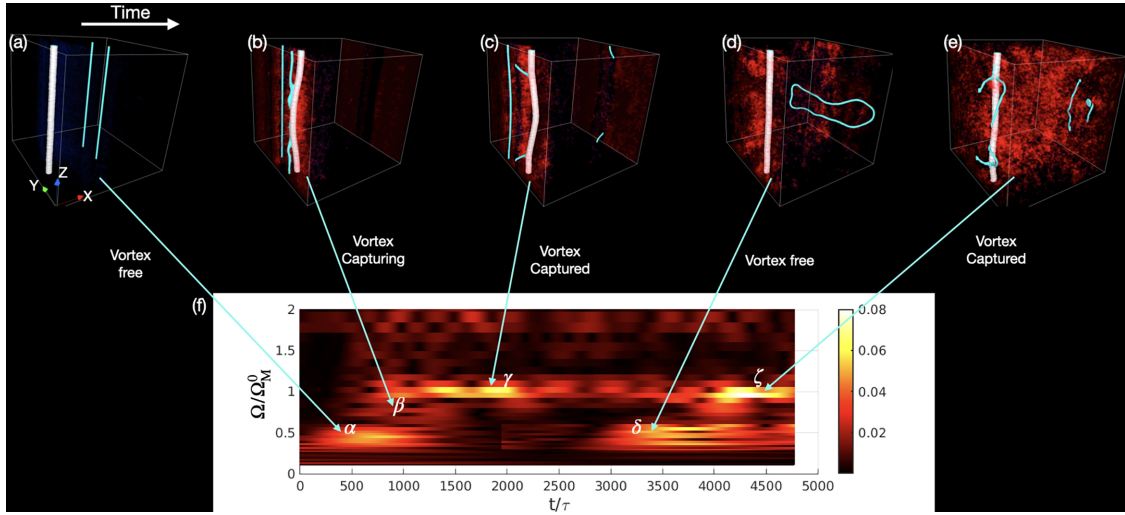 Time
(a)
(b)
(c)
(d)
(e)
Y
Z
X
Vortex
free
Vortex
Capturing
Vortex
Captured
Vortex free
Vortex
Captured
(f)
2
1.5
1
0.5
0
Ω/Ω⁰_M
α
β
γ
δ
ζ
0.08
0.06
0.04
0.02
0
500
1000
1500
2000
2500
3000
3500
4000
4500
5000
t/τ